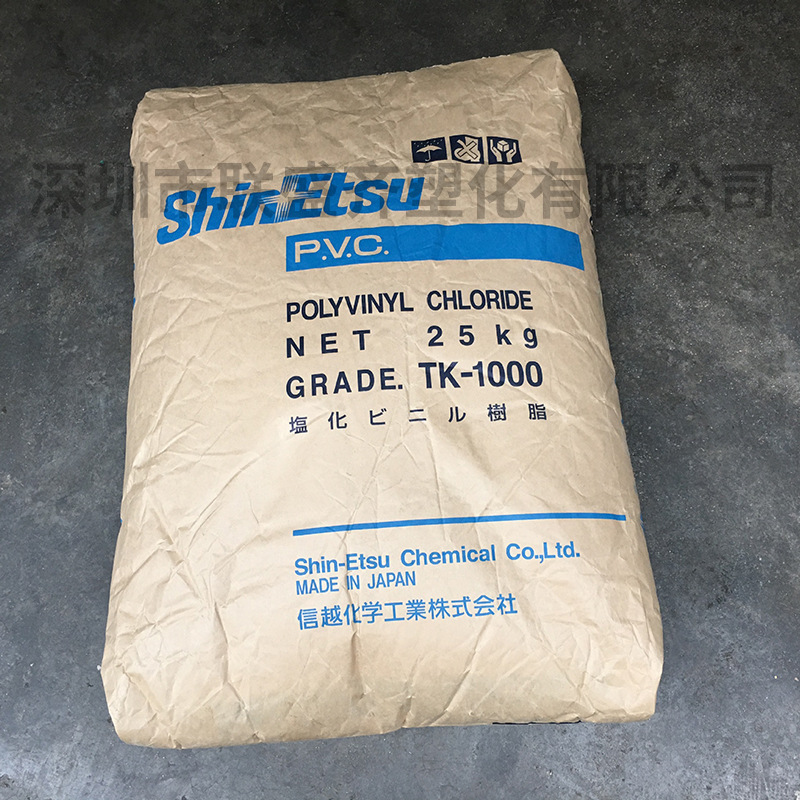 深圳市联盛齐塑化有限公司
Shin-Etsu
P.V.C.
POLYVINYL CHLORIDE
NET 25kg
GRADE. TK-1000
塩化ビニル樹脂
Shin-Etsu Chemical Co.,Ltd.
MADE IN JAPAN
信越化学工業株式会社